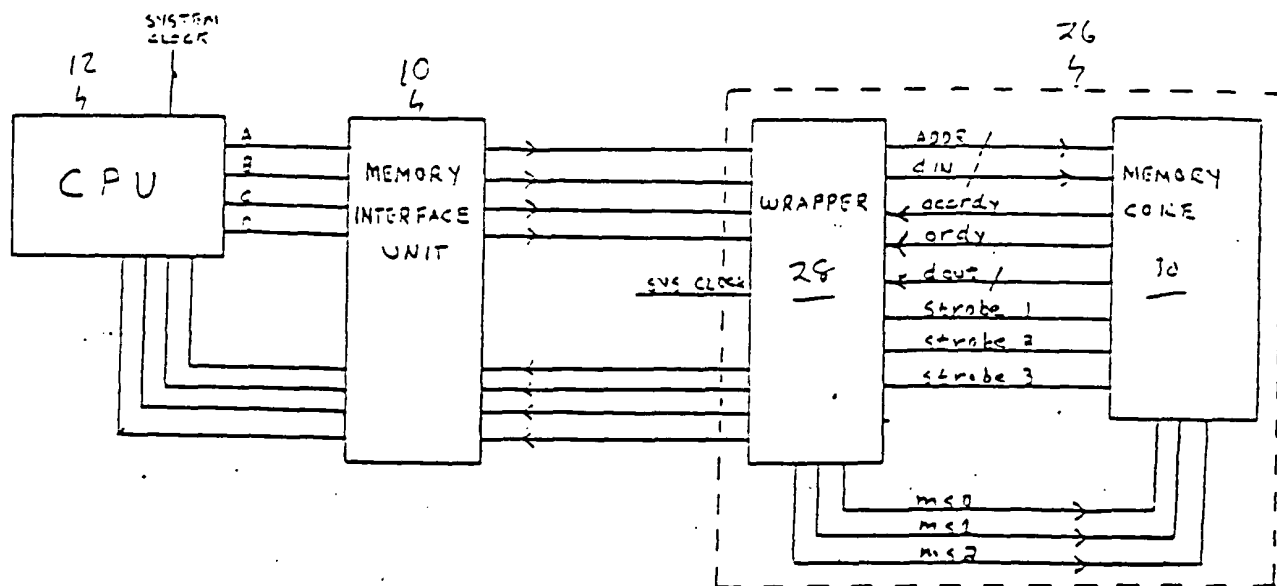 SYSTEM
CLOCK
12
10
26
CPU
A
B
C
MEMORY
INTERFACE
UNIT
WRAPPER
28
SYS CLOCK
ADDR
dIN
accrdy
ordy
dout
strobe 1
strobe 2
strobe 3
MEMORY
CORE
30
ms0
ms1
ms2